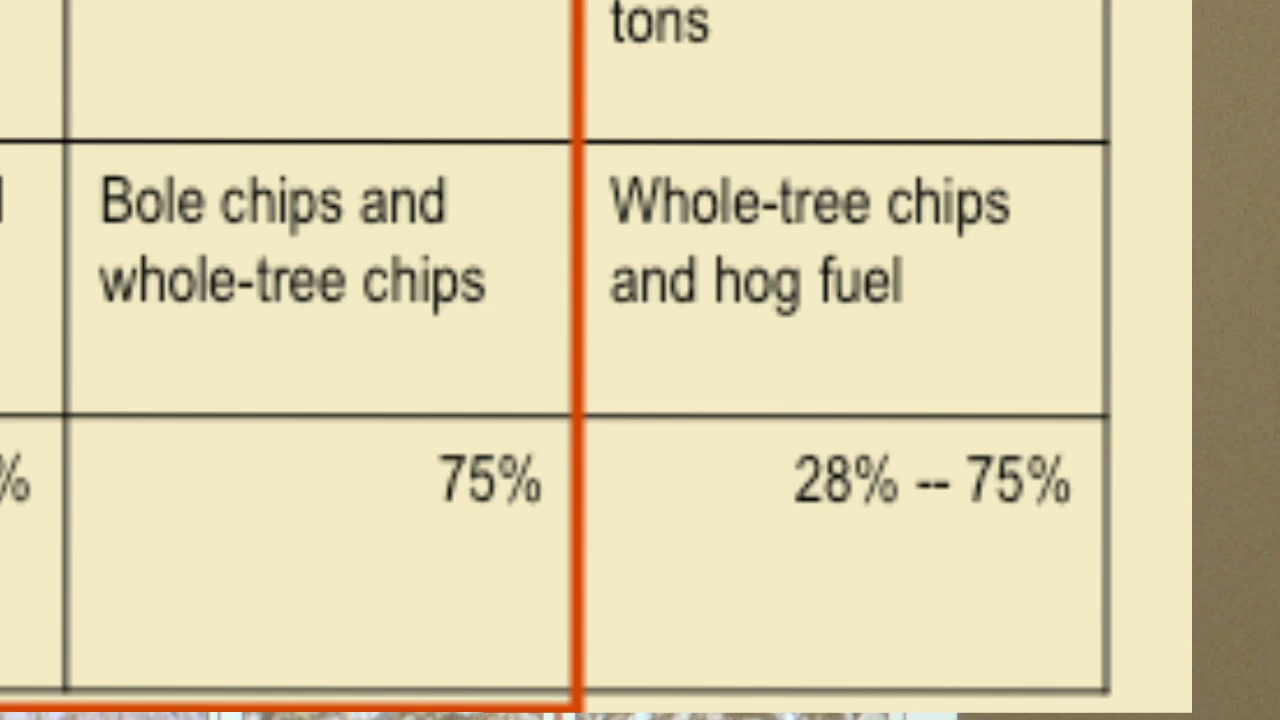 tons
Bole chips and
whole-tree chips
Whole-tree chips
and hog fuel
%
75%
28% -- 75%